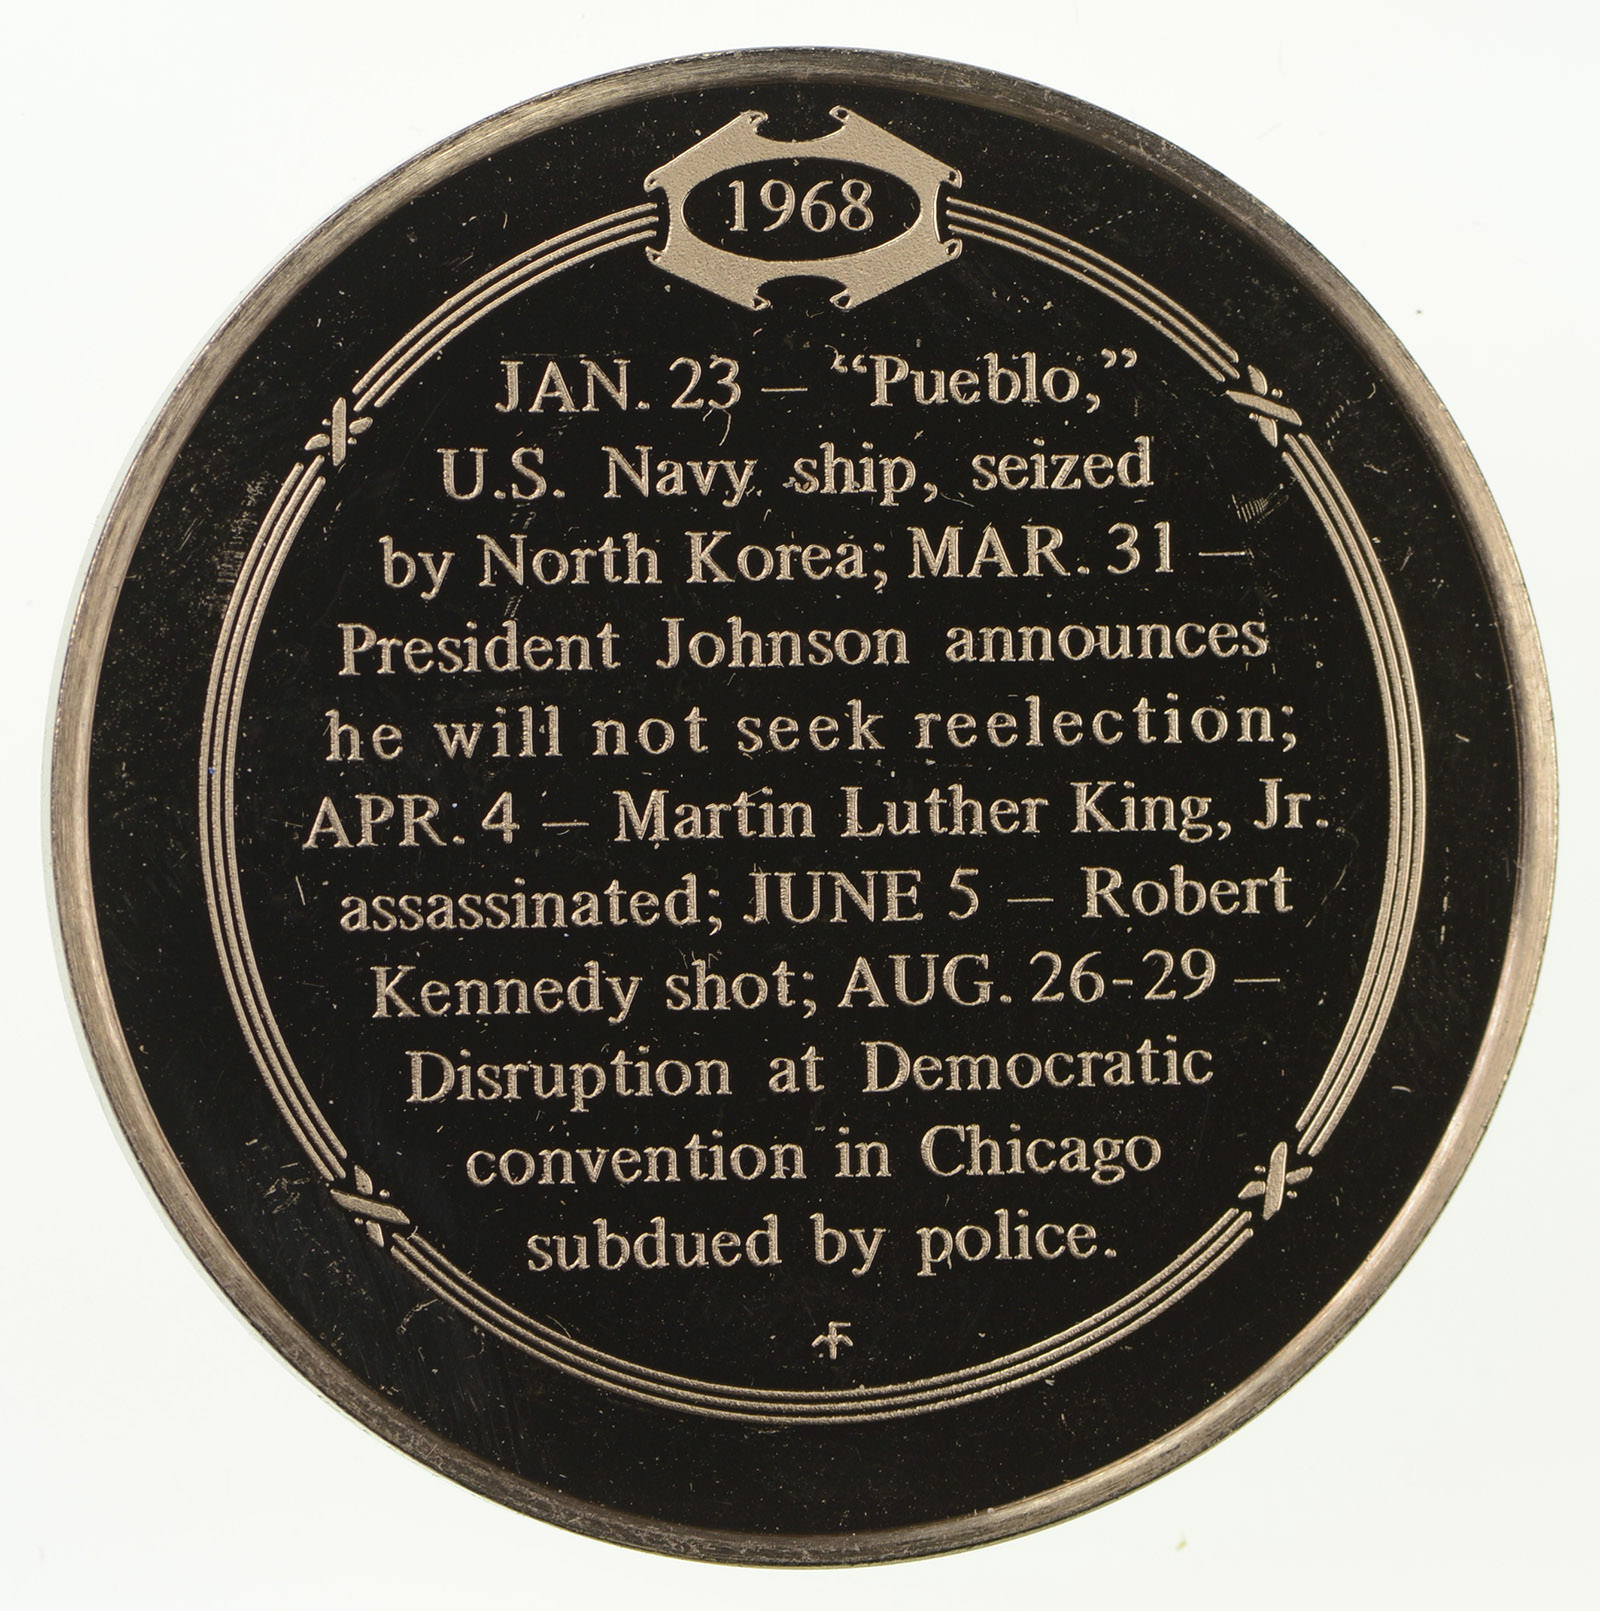 1968
JAN. 23 – “Pueblo,”
U.S. Navy ship, seized
by North Korea; MAR. 31 –
President Johnson announces
he will not seek reelection;
APR. 4 – Martin Luther King, Jr.
assassinated; JUNE 5 – Robert
Kennedy shot; AUG. 26-29 –
Disruption at Democratic
convention in Chicago
subdued by police.